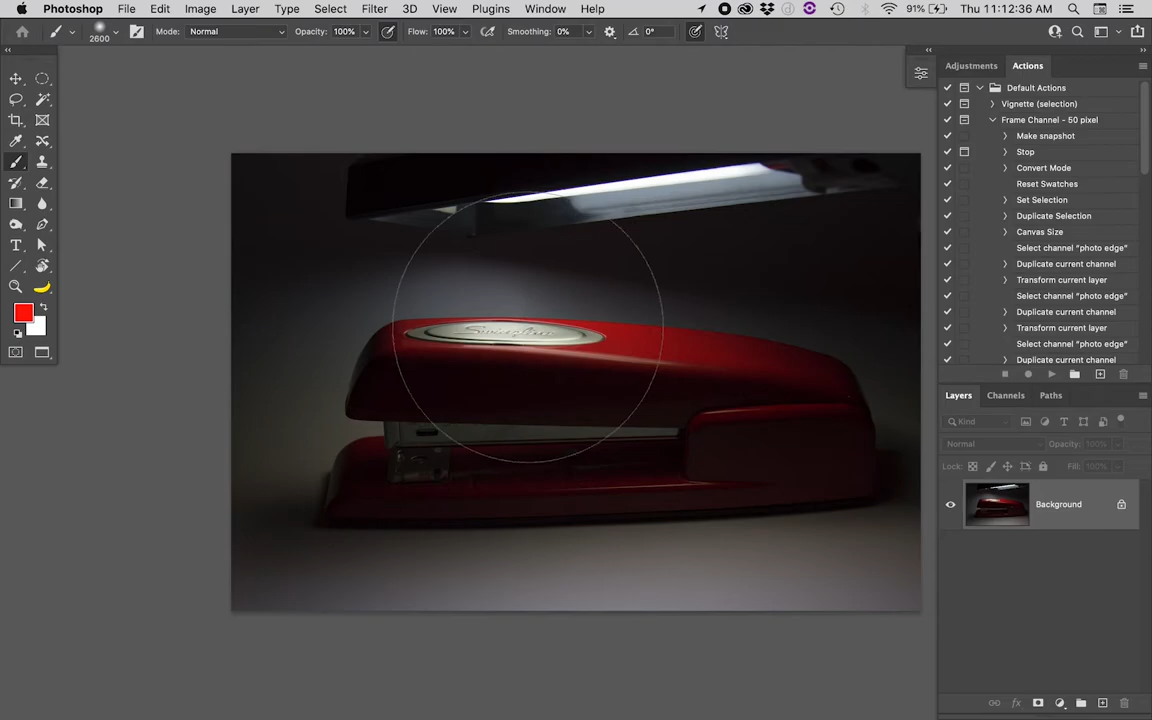 Photoshop File Edit Image Layer Type Select Filter 3D View Plugins Window Help 91% Thu 11:12:36 AM
2600 Mode: Normal Opacity: 100% Flow: 100% Smoothing: 0% 0°
Adjustments Actions
Default Actions
Vignette (selection)
Frame Channel - 50 pixel
Make snapshot
Stop
Convert Mode
Reset Swatches
Set Selection
Duplicate Selection
Canvas Size
Select channel "photo edge"
Duplicate current channel
Transform current layer
Select channel "photo edge"
Duplicate current channel
Transform current layer
Select channel "photo edge"
Duplicate current channel
Swingline
Layers Channels Paths
Kind
Normal Opacity: 100%
Lock: Fill: 100%
Background